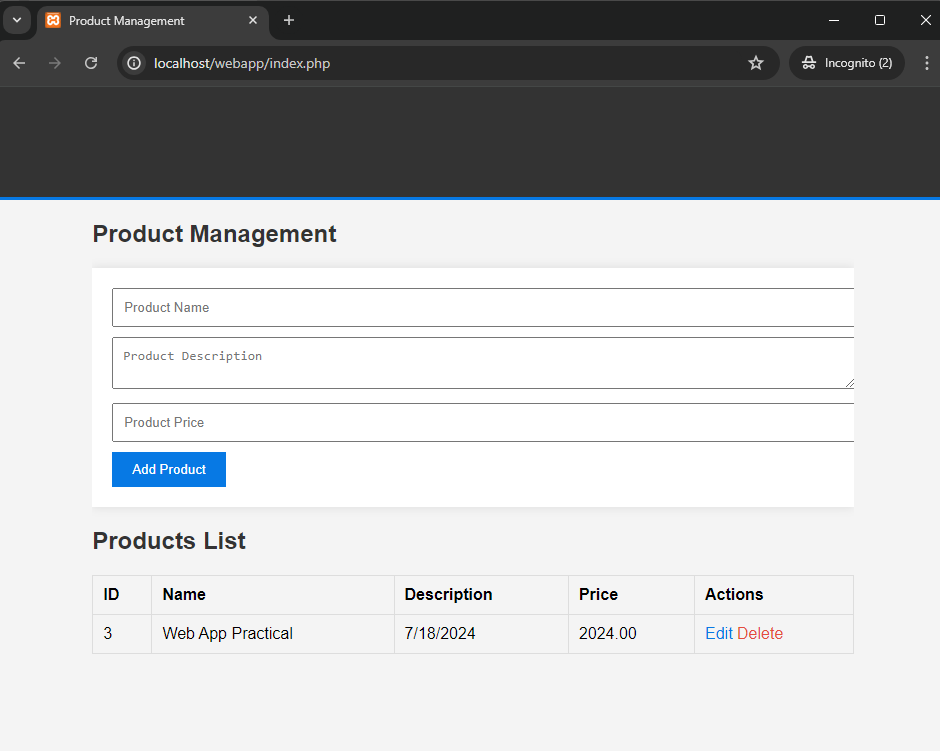 Product Management
localhost/webapp/index.php
Incognito (2)
Product Management
Product Name
Product Description
Product Price
Add Product
Products List
ID Name Description Price Actions
3 Web App Practical 7/18/2024 2024.00 Edit Delete